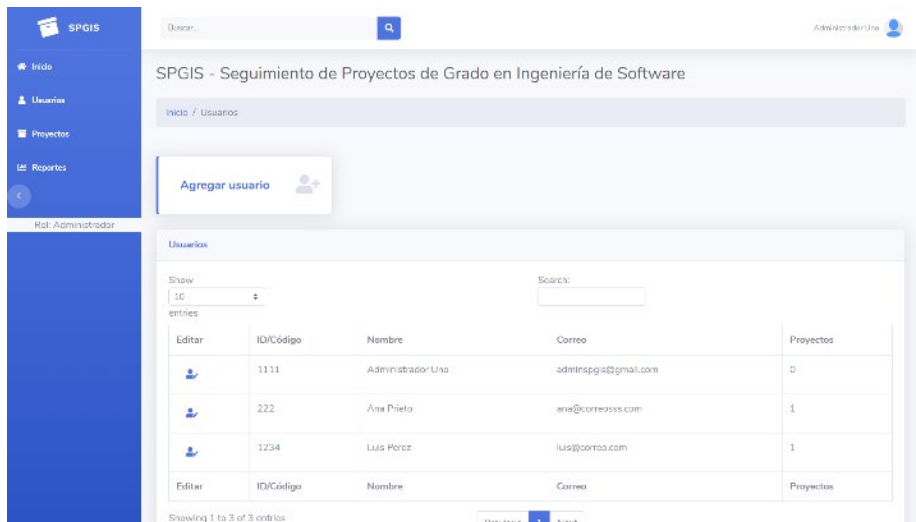 SPGIS
Buscar...
Administrador Uno
Inicio
Usuarios
Proyectos
Reportes
Rol: Administrador
SPGIS - Seguimiento de Proyectos de Grado en Ingeniería de Software
Inicio / Usuarios
Agregar usuario
Usuarios
Show
10
entries
Search:
Editar ID/Código Nombre Correo Proyectos
1111 Administrador Uno adminspgis@gmail.com 0
222 Ana Prieto ana@correosss.com 1
1234 Luis Perez luis@correo.com 1
Editar ID/Código Nombre Correo Proyectos
Showing 1 to 3 of 3 entries
Previous 1 Next